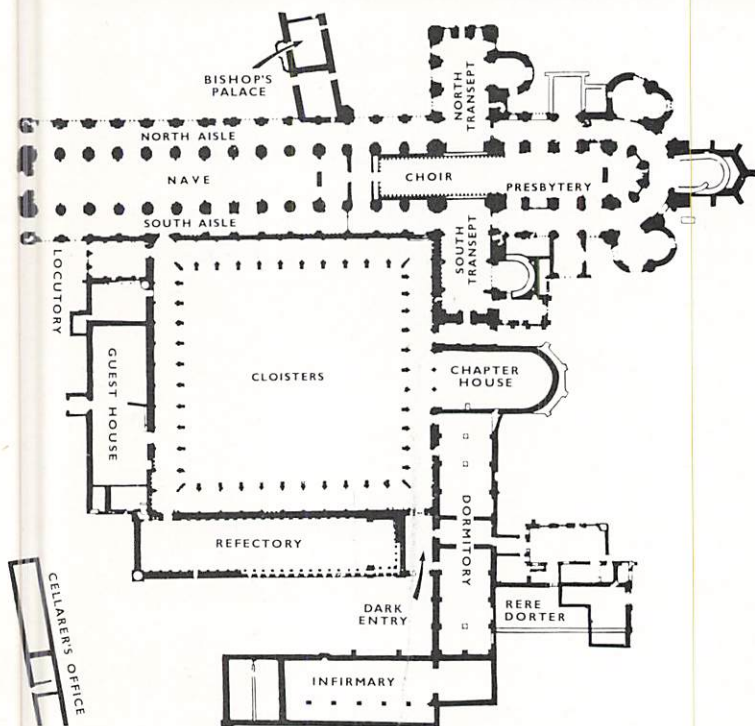 BISHOP'S
PALACE
NORTH
TRANSEPT
NORTH AISLE
NAVE
CHOIR
PRESBYTERY
SOUTH AISLE
SOUTH
TRANSEPT
LOCUTORY
GUEST HOUSE
CLOISTERS
CHAPTER
HOUSE
REFECTORY
DORMITORY
DARK
ENTRY
RERE
DORTER
CELLARER'S OFFICE
INFIRMARY